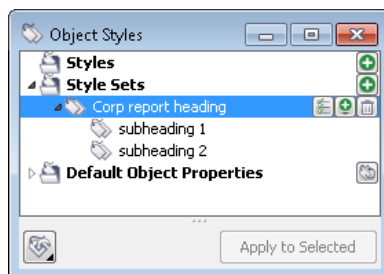 Object Styles
Styles
Style Sets
Corp report heading
subheading 1
subheading 2
Default Object Properties
Apply to Selected